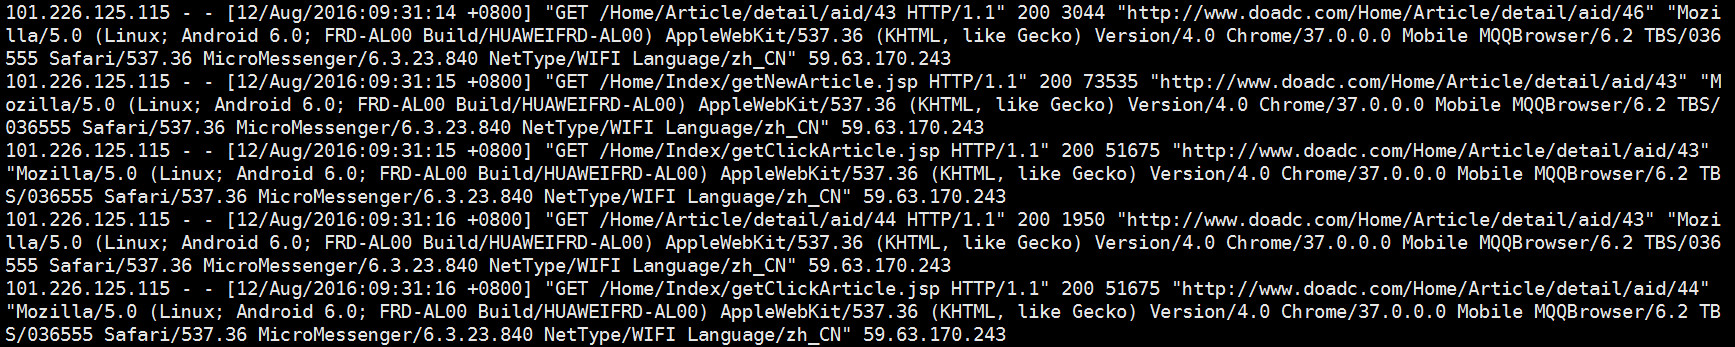 101.226.125.115 - - [12/Aug/2016:09:31:14 +0800] "GET /Home/Article/detail/aid/43 HTTP/1.1" 200 3044 "http://www.doadc.com/Home/Article/detail/aid/46" "Mozi
lla/5.0 (Linux; Android 6.0; FRD-AL00 Build/HUAWEIFRD-AL00) AppleWebKit/537.36 (KHTML, like Gecko) Version/4.0 Chrome/37.0.0.0 Mobile MQQBrowser/6.2 TBS/036
555 Safari/537.36 MicroMessenger/6.3.23.840 NetType/WIFI Language/zh_CN" 59.63.170.243
101.226.125.115 - - [12/Aug/2016:09:31:15 +0800] "GET /Home/Index/getNewArticle.jsp HTTP/1.1" 200 73535 "http://www.doadc.com/Home/Article/detail/aid/43" "M
ozilla/5.0 (Linux; Android 6.0; FRD-AL00 Build/HUAWEIFRD-AL00) AppleWebKit/537.36 (KHTML, like Gecko) Version/4.0 Chrome/37.0.0.0 Mobile MQQBrowser/6.2 TBS/
036555 Safari/537.36 MicroMessenger/6.3.23.840 NetType/WIFI Language/zh_CN" 59.63.170.243
101.226.125.115 - - [12/Aug/2016:09:31:15 +0800] "GET /Home/Index/getClickArticle.jsp HTTP/1.1" 200 51675 "http://www.doadc.com/Home/Article/detail/aid/43"
"Mozilla/5.0 (Linux; Android 6.0; FRD-AL00 Build/HUAWEIFRD-AL00) AppleWebKit/537.36 (KHTML, like Gecko) Version/4.0 Chrome/37.0.0.0 Mobile MQQBrowser/6.2 TB
S/036555 Safari/537.36 MicroMessenger/6.3.23.840 NetType/WIFI Language/zh_CN" 59.63.170.243
101.226.125.115 - - [12/Aug/2016:09:31:16 +0800] "GET /Home/Article/detail/aid/44 HTTP/1.1" 200 1950 "http://www.doadc.com/Home/Article/detail/aid/43" "Mozi
lla/5.0 (Linux; Android 6.0; FRD-AL00 Build/HUAWEIFRD-AL00) AppleWebKit/537.36 (KHTML, like Gecko) Version/4.0 Chrome/37.0.0.0 Mobile MQQBrowser/6.2 TBS/036
555 Safari/537.36 MicroMessenger/6.3.23.840 NetType/WIFI Language/zh_CN" 59.63.170.243
101.226.125.115 - - [12/Aug/2016:09:31:16 +0800] "GET /Home/Index/getClickArticle.jsp HTTP/1.1" 200 51675 "http://www.doadc.com/Home/Article/detail/aid/44"
"Mozilla/5.0 (Linux; Android 6.0; FRD-AL00 Build/HUAWEIFRD-AL00) AppleWebKit/537.36 (KHTML, like Gecko) Version/4.0 Chrome/37.0.0.0 Mobile MQQBrowser/6.2 TB
S/036555 Safari/537.36 MicroMessenger/6.3.23.840 NetType/WIFI Language/zh_CN" 59.63.170.243